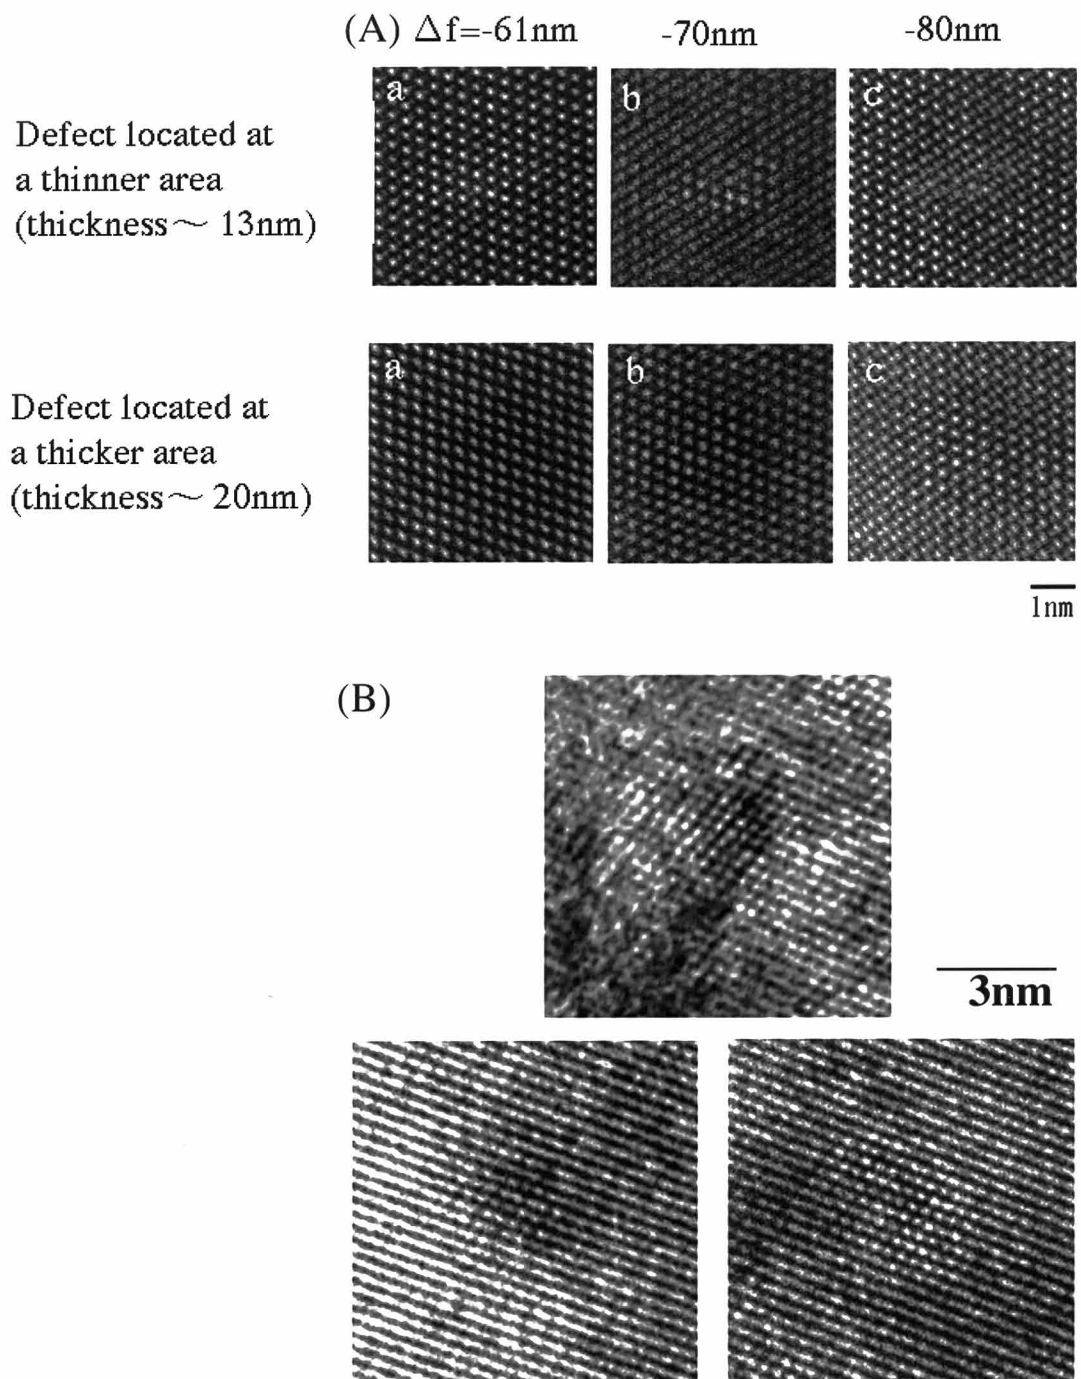 (A) Δf=-61nm -70nm -80nm
a b c
Defect located at
a thinner area
(thickness～ 13nm)
a b c
Defect located at
a thicker area
(thickness～ 20nm)
1nm
(B)
3nm